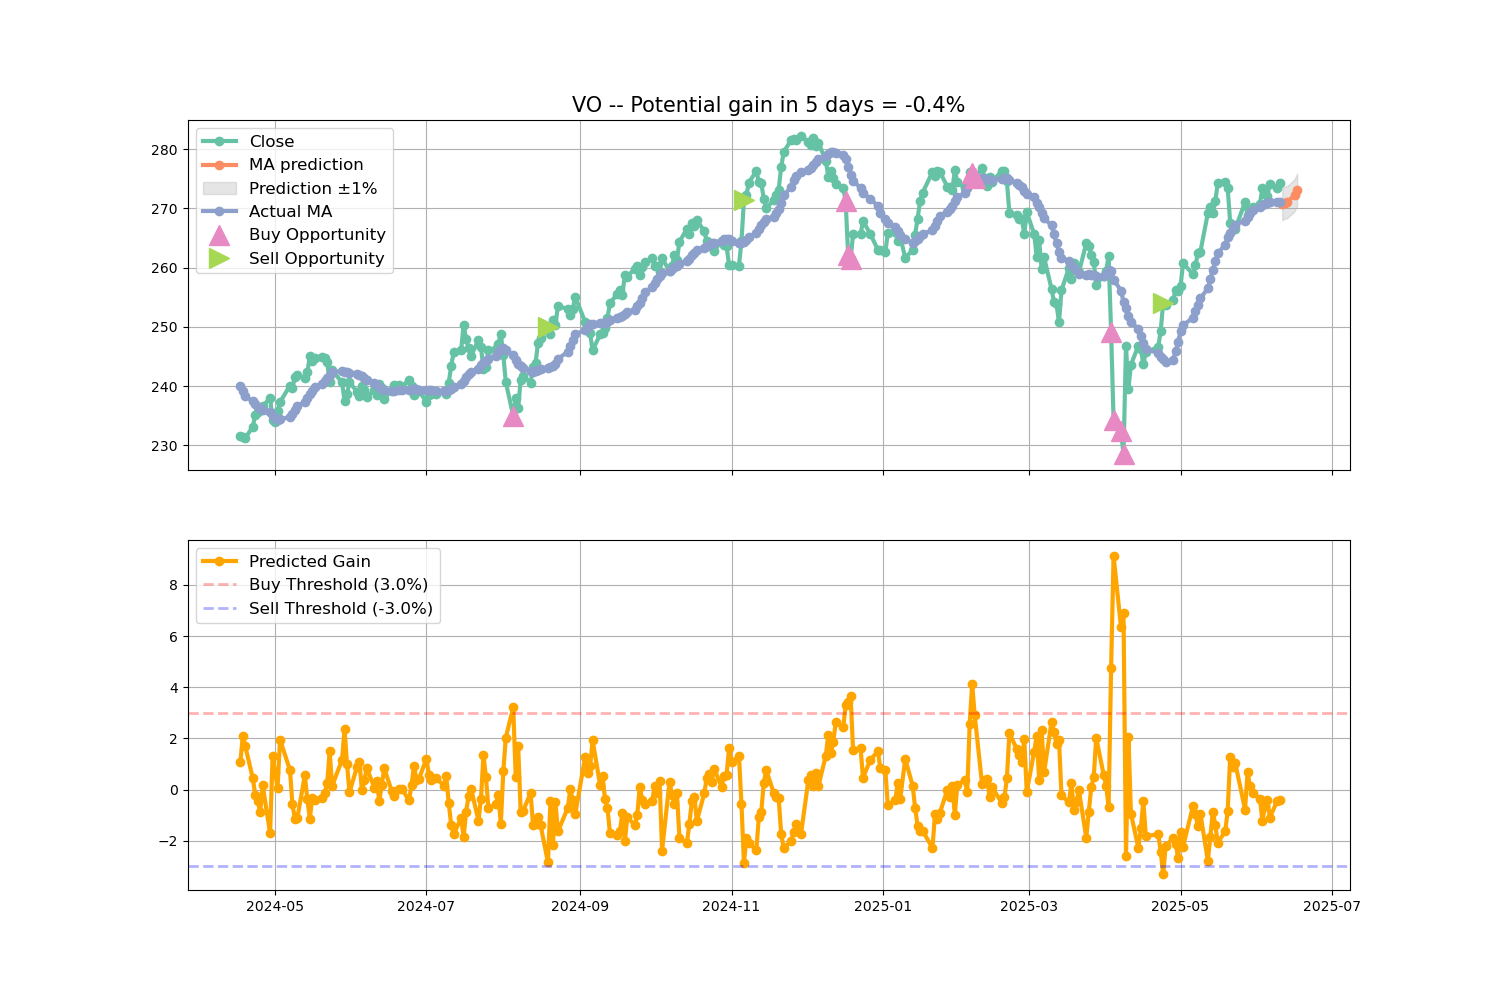 VO -- Potential gain in 5 days = -0.4%
Close
MA prediction
Prediction ±1%
Actual MA
Buy Opportunity
Sell Opportunity
280
270
260
250
240
230
Predicted Gain
Buy Threshold (3.0%)
Sell Threshold (-3.0%)
8
6
4
2
0
−2
2024-05 2024-07 2024-09 2024-11 2025-01 2025-03 2025-05 2025-07